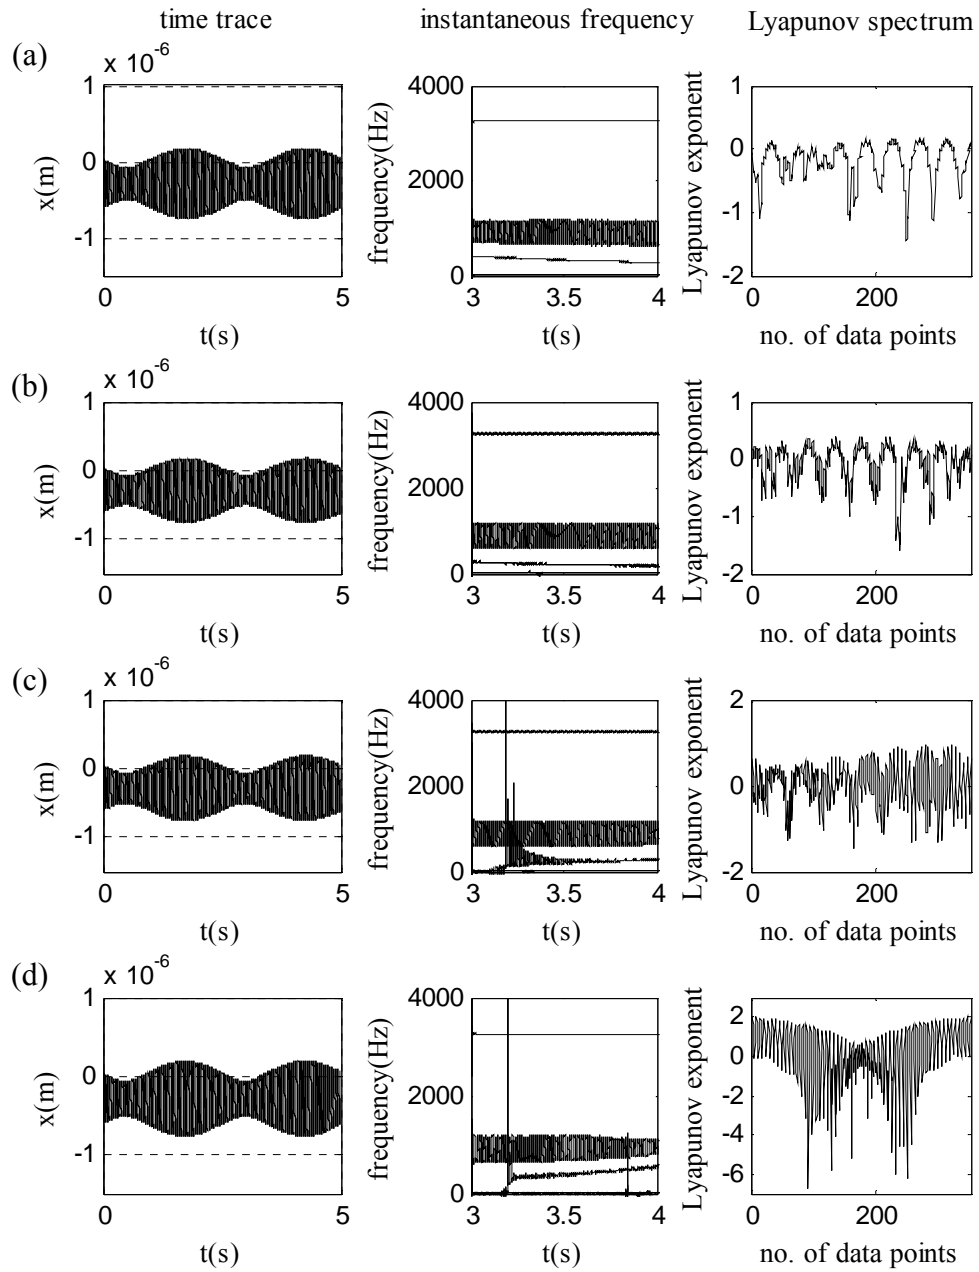 time trace instantaneous frequency Lyapunov spectrum
(a)
x 10-6
1
0
-1
x(m)
0 5
t(s)
4000
2000
0
frequency(Hz)
3 3.5 4
t(s)
1
0
-1
-2
Lyapunov exponent
0 200
no. of data points
(b)
x 10-6
1
0
-1
x(m)
0 5
t(s)
4000
2000
0
frequency(Hz)
3 3.5 4
t(s)
1
0
-1
-2
Lyapunov exponent
0 200
no. of data points
(c)
x 10-6
1
0
-1
x(m)
0 5
t(s)
4000
2000
0
frequency(Hz)
3 3.5 4
t(s)
2
0
-2
Lyapunov exponent
0 200
no. of data points
(d)
x 10-6
1
0
-1
x(m)
0 5
t(s)
4000
2000
0
frequency(Hz)
3 3.5 4
t(s)
2
0
-2
-4
-6
Lyapunov exponent
0 200
no. of data points